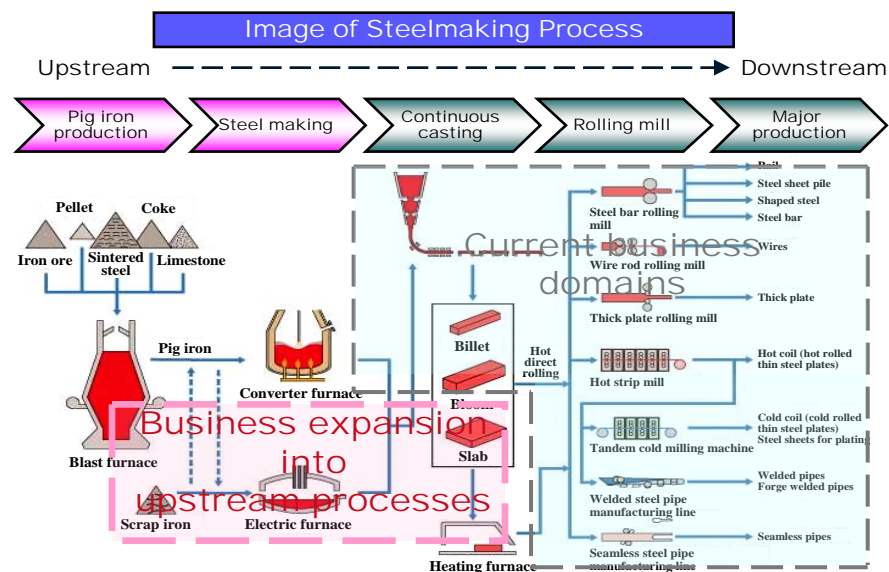 Image of Steelmaking Process
Upstream
Downstream
Pig iron
production
Steel making
Continuous
casting
Rolling mill
Major
production
Pellet
Coke
Iron ore
Sintered
steel
Limestone
Pig iron
Converter furnace
Blast furnace
Scrap iron
Electric furnace
Business expansion
into
upstream processes
Current business
domains
Billet
Bloom
Slab
Hot
direct
rolling
Heating furnace
Steel bar rolling
mill
Rail
Steel sheet pile
Shaped steel
Steel bar
Wire rod rolling mill
Wires
Thick plate rolling mill
Thick plate
Hot strip mill
Hot coil (hot rolled
thin steel plates)
Tandem cold milling machine
Cold coil (cold rolled
thin steel plates)
Steel sheets for plating
Welded steel pipe
manufacturing line
Welded pipes
Forge welded pipes
Seamless steel pipe
manufacturing line
Seamless pipes